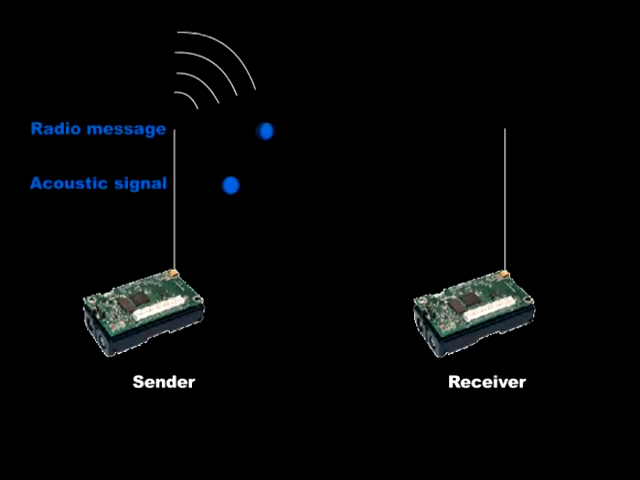 Radio message
Acoustic signal
Sender
Receiver